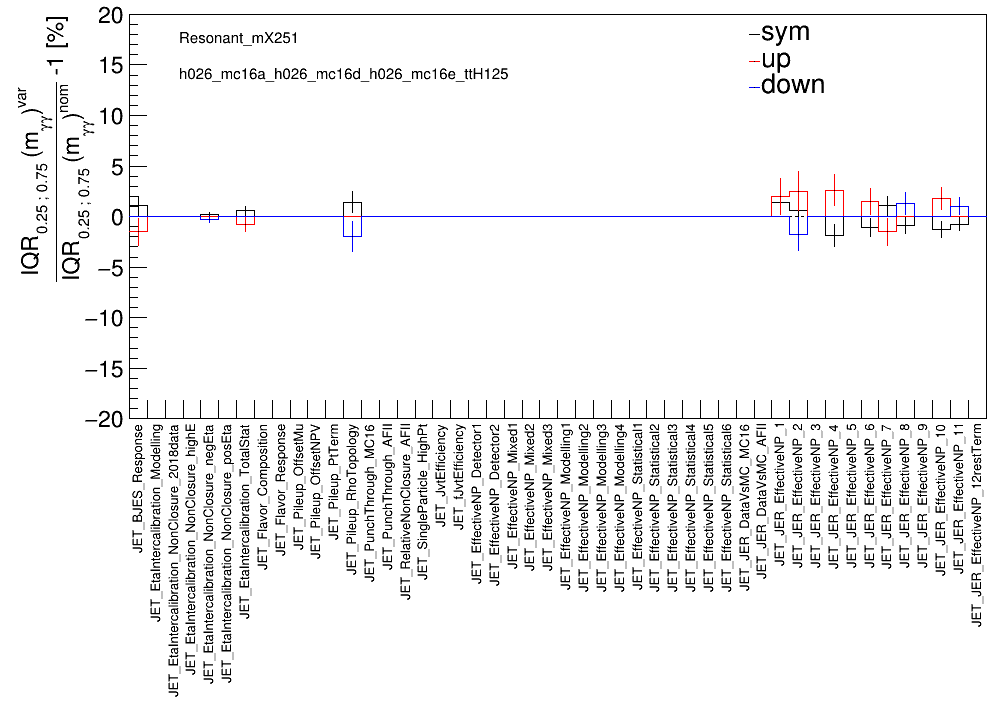 IQR0.25 ; 0.75 (mγγ)var
IQR0.25 ; 0.75 (mγγ)nom
-1 [%]
20
15
10
5
0
−5
−10
−15
−20
Resonant_mX251
h026_mc16a_h026_mc16d_h026_mc16e_ttH125
sym
up
down
JET_BJES_Response
JET_EtaIntercalibration_Modelling
JET_EtaIntercalibration_NonClosure_2018data
JET_EtaIntercalibration_NonClosure_highE
JET_EtaIntercalibration_NonClosure_negEta
JET_EtaIntercalibration_NonClosure_posEta
JET_EtaIntercalibration_TotalStat
JET_Flavor_Composition
JET_Flavor_Response
JET_Pileup_OffsetMu
JET_Pileup_OffsetNPV
JET_Pileup_PtTerm
JET_Pileup_RhoTopology
JET_PunchThrough_MC16
JET_PunchThrough_AFII
JET_RelativeNonClosure_AFII
JET_SingleParticle_HighPt
JET_JvtEfficiency
JET_fJvtEfficiency
JET_EffectiveNP_Detector1
JET_EffectiveNP_Detector2
JET_EffectiveNP_Mixed1
JET_EffectiveNP_Mixed2
JET_EffectiveNP_Mixed3
JET_EffectiveNP_Modelling1
JET_EffectiveNP_Modelling2
JET_EffectiveNP_Modelling3
JET_EffectiveNP_Modelling4
JET_EffectiveNP_Statistical1
JET_EffectiveNP_Statistical2
JET_EffectiveNP_Statistical3
JET_EffectiveNP_Statistical4
JET_EffectiveNP_Statistical5
JET_EffectiveNP_Statistical6
JET_JER_DataVsMC_MC16
JET_JER_DataVsMC_AFII
JET_JER_EffectiveNP_1
JET_JER_EffectiveNP_2
JET_JER_EffectiveNP_3
JET_JER_EffectiveNP_4
JET_JER_EffectiveNP_5
JET_JER_EffectiveNP_6
JET_JER_EffectiveNP_7
JET_JER_EffectiveNP_8
JET_JER_EffectiveNP_9
JET_JER_EffectiveNP_10
JET_JER_EffectiveNP_11
JET_JER_EffectiveNP_12restTerm